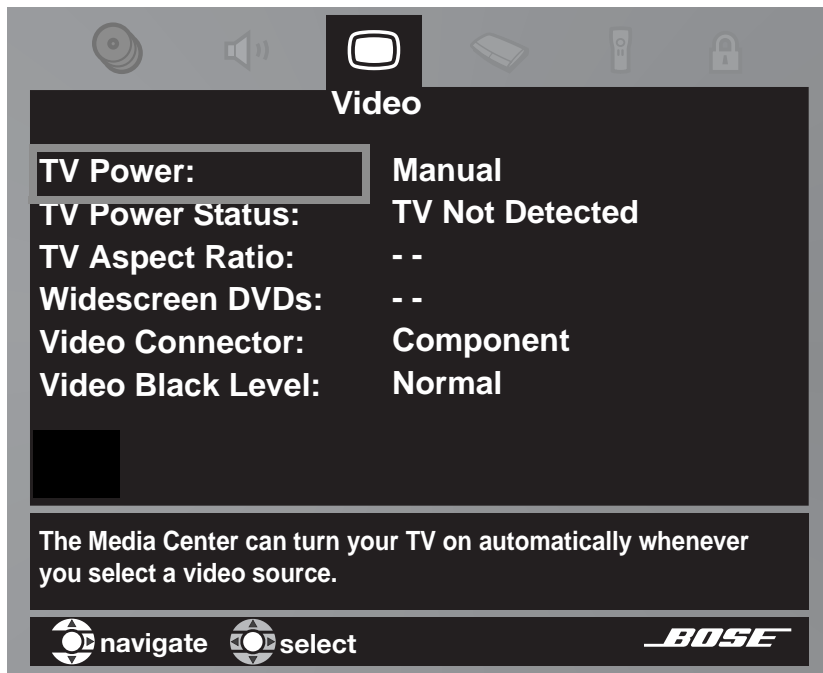 Video
TV Power: Manual
TV Power Status: TV Not Detected
TV Aspect Ratio: - -
Widescreen DVDs: - -
Video Connector: Component
Video Black Level: Normal
The Media Center can turn your TV on automatically whenever
you select a video source.
navigate select BOSE